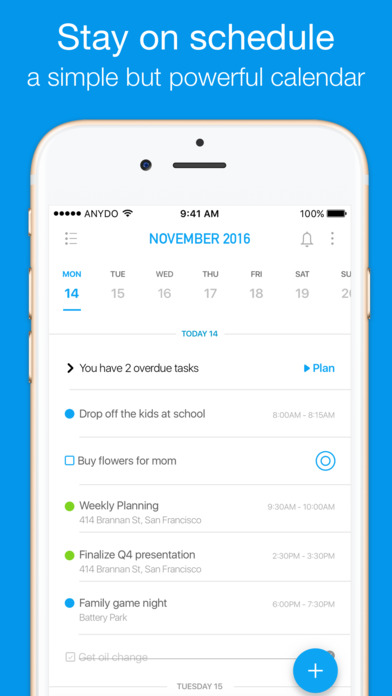 Stay on schedule
a simple but powerful calendar
ANYDO 9:41 AM 100%
NOVEMBER 2016
MON TUE WED THU FRI SAT SU
14 15 16 17 18 19 2
TODAY 14
You have 2 overdue tasks Plan
Drop off the kids at school 8:00AM - 8:15AM
Buy flowers for mom
Weekly Planning 9:30AM - 10:00AM
414 Brannan St, San Francisco
Finalize Q4 presentation 2:30PM - 3:30PM
414 Brannan St, San Francisco
Family game night 6:00PM - 7:30PM
Battery Park
Get oil change
+
TUESDAY 15